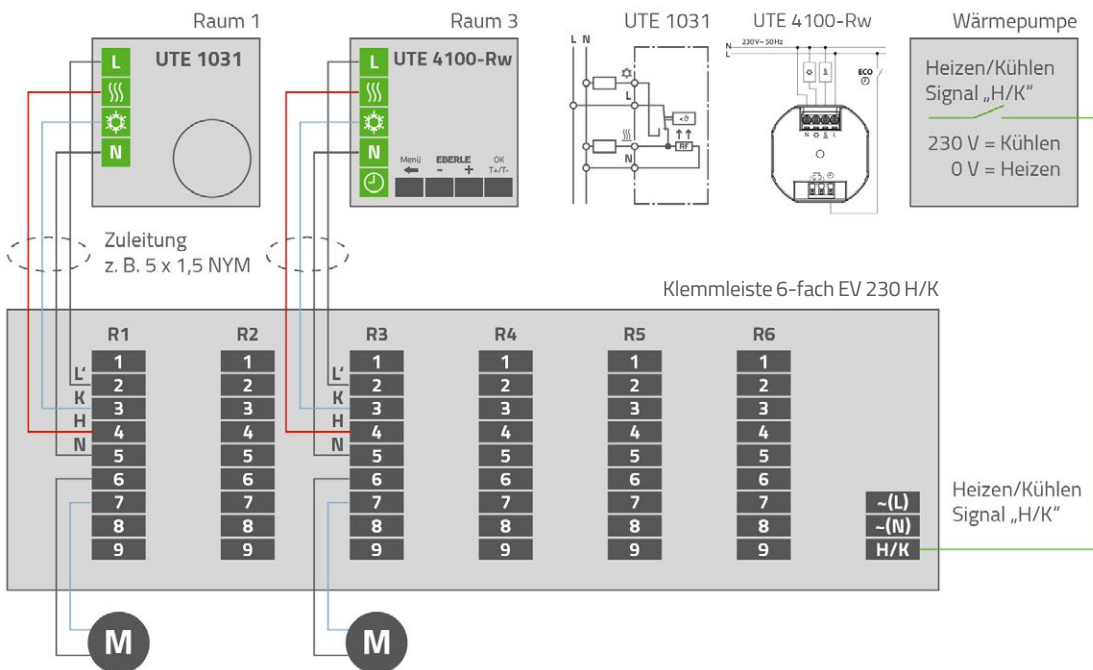 Raum 1
Raum 3
UTE 1031
UTE 4100-Rw
Wärmepumpe
L
UTE 1031
N
L
UTE 4100-Rw
N
Menü
EBERLE
OK
- +
T+/T-
L N
L
N
RF
N
L
230V~ 50Hz
ECO
N
L
Heizen/Kühlen
Signal „H/K“
230 V = Kühlen
0 V = Heizen
Zuleitung
z. B. 5 x 1,5 NYM
Klemmleiste 6-fach EV 230 H/K
R1 R2 R3 R4 R5 R6
1 1 1 1 1 1
L‘ 2 2 L‘ 2 2 2 2
K 3 3 K 3 3 3 3
H 4 4 H 4 4 4 4
N 5 5 N 5 5 5 5
6 6 6 6 6 6
7 7 7 7 7 7
8 8 8 8 8 8
9 9 9 9 9 9
~(L)
~(N)
H/K
Heizen/Kühlen
Signal „H/K“
M
M